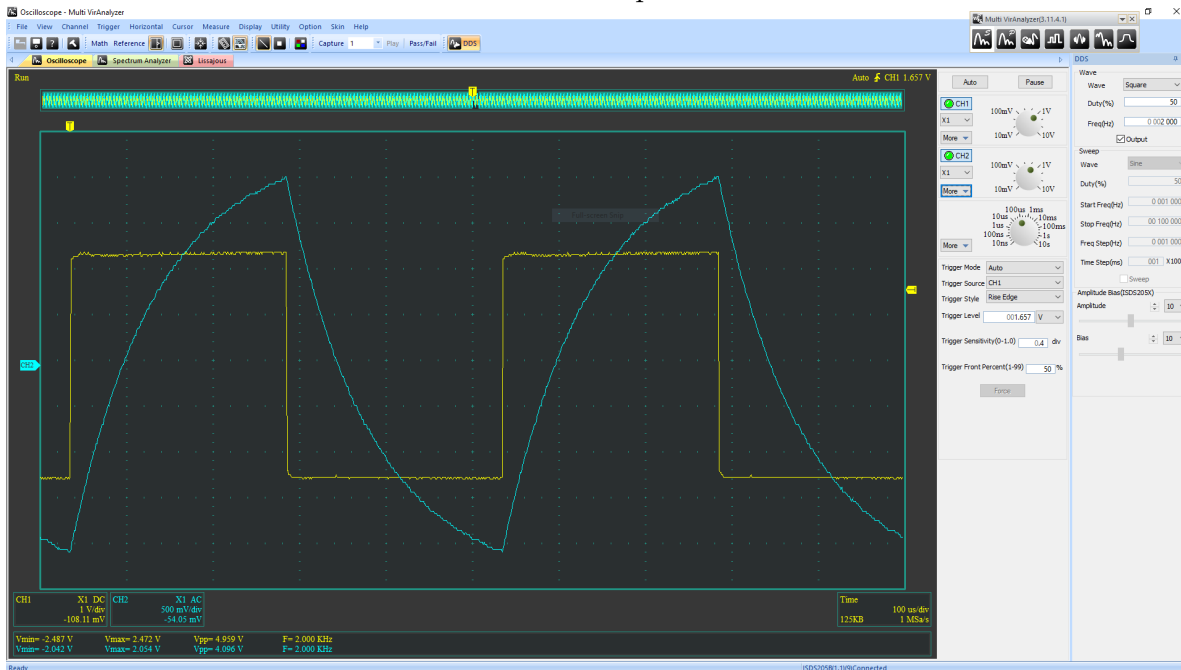 Oscilloscope - Multi VirAnalyzer
Multi VirAnalyzer(3.11.4.1)
File View Channel Trigger Horizontal Cursor Measure Display Utility Option Skin Help
Math Reference Capture 1 Play Pass/Fail DDS
Oscilloscope Spectrum Analyzer Lissajous
Run
Auto CH1 1.657 V
T
T
CH2
CH1 X1 DC
1 V/div
-108.11 mV
CH2 X1 AC
500 mV/div
-54.05 mV
Time
100 us/div
125KB 1 MSa/s
Vmin= -2.487 V Vmax= 2.472 V Vpp= 4.959 V F= 2.000 KHz
Vmin= -2.042 V Vmax= 2.054 V Vpp= 4.096 V F= 2.000 KHz
Ready
ISDS205B(1.1)(9)Connected
Auto Pause
CH1
X1
More
100mV 1V
10mV 10V
CH2
X1
More
100mV 1V
10mV 10V
100us 1ms
10us 10ms
1us 100ms
100ns 1s
10ns 10s
More
Trigger Mode Auto
Trigger Source CH1
Trigger Style Rise Edge
Trigger Level 001.657 V
Trigger Sensitivity(0-1.0) 0.4 div
Trigger Front Percent(1-99) 50 %
Force
DDS
Wave
Wave Square
Duty(%) 50
Freq(Hz) 0 002 000
Output
Sweep
Wave Sine
Duty(%) 50
Start Freq(Hz) 0 001 000
Stop Freq(Hz) 00 100 000
Freq Step(Hz) 0 001 000
Time Step(ms) 001 X100
Sweep
Amplitude Bias(ISDS205X)
Amplitude 10
Bias 10